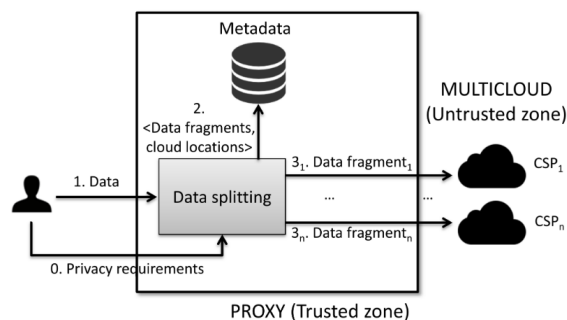 Metadata
MULTICLOUD
(Untrusted zone)
2.
<Data fragments,
cloud locations>
1. Data
Data splitting
3₁. Data fragment₁
CSP₁
... ...
3ₙ. Data fragmentₙ
CSPₙ
0. Privacy requirements
PROXY (Trusted zone)